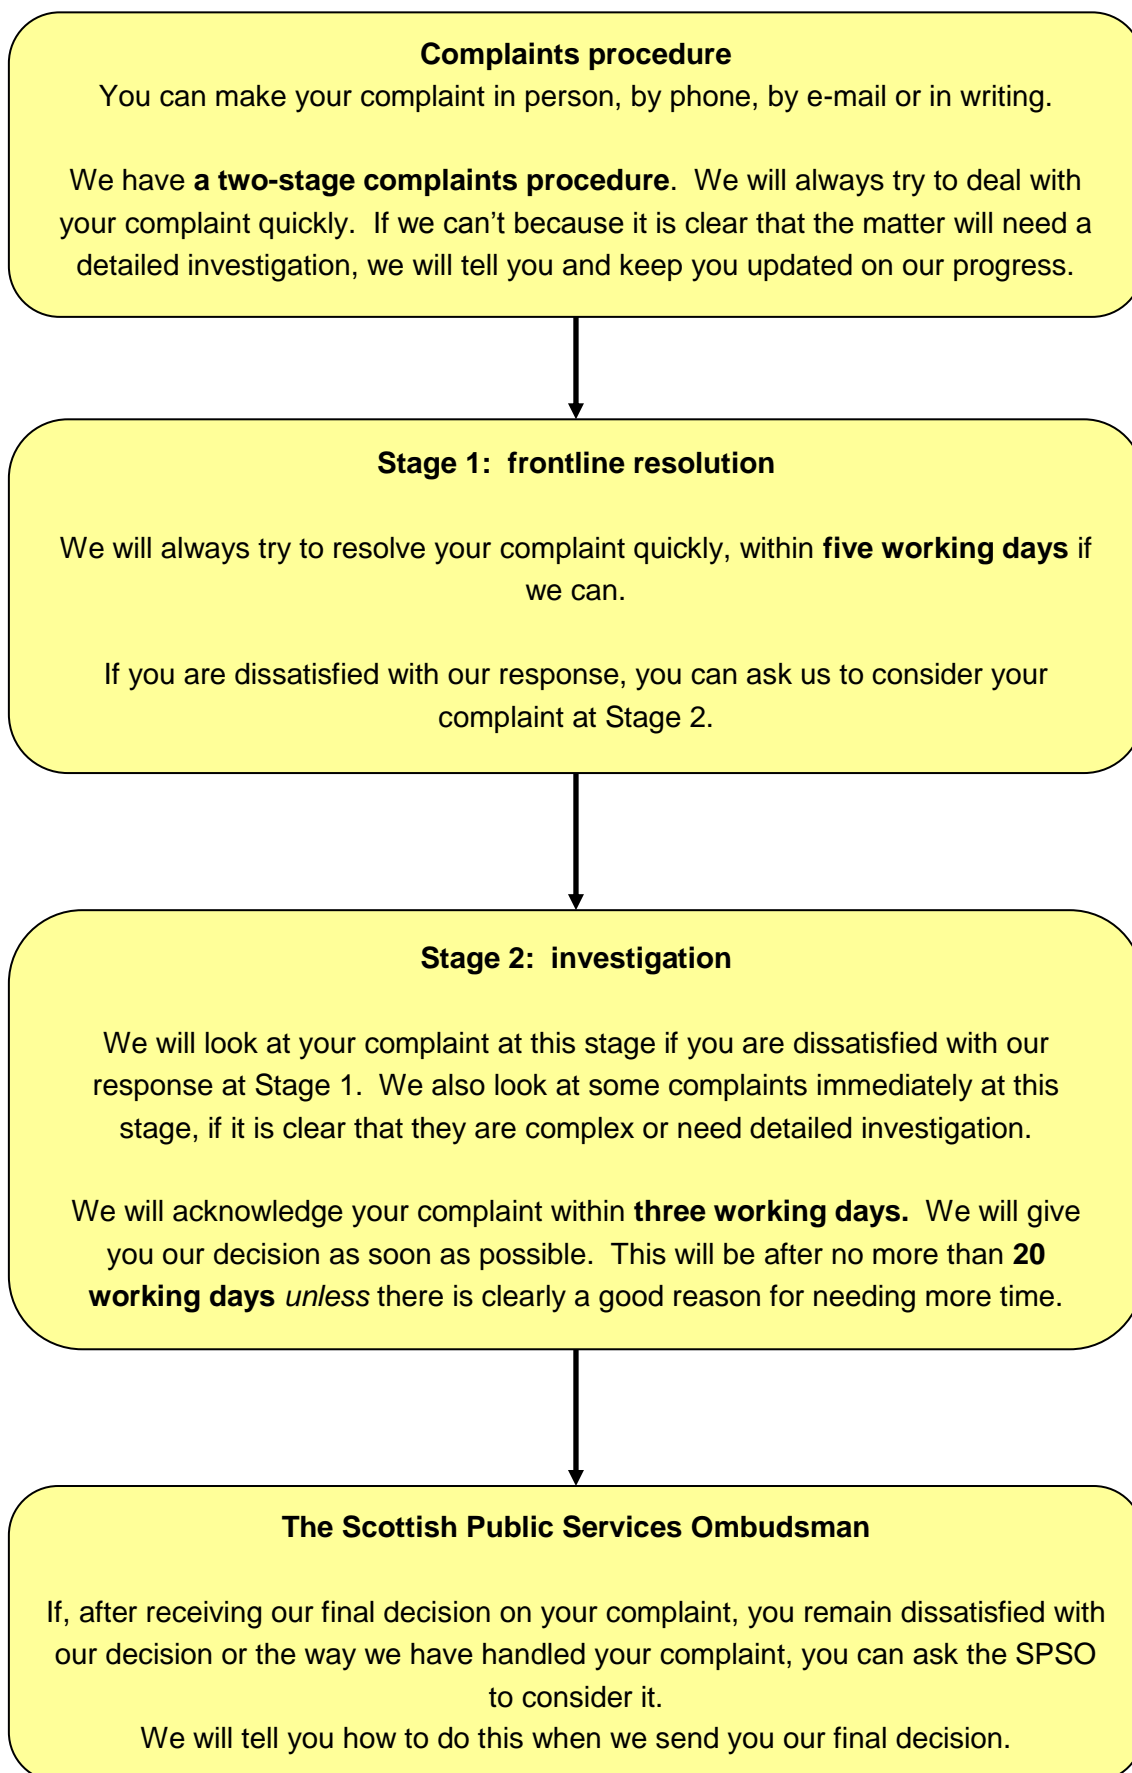 Complaints procedure
You can make your complaint in person, by phone, by e-mail or in writing.
We have a two-stage complaints procedure.  We will always try to deal with
your complaint quickly.  If we can’t because it is clear that the matter will need a
detailed investigation, we will tell you and keep you updated on our progress.
Stage 1:  frontline resolution
We will always try to resolve your complaint quickly, within five working days if
we can.
If you are dissatisfied with our response, you can ask us to consider your
complaint at Stage 2.
Stage 2:  investigation
We will look at your complaint at this stage if you are dissatisfied with our
response at Stage 1.  We also look at some complaints immediately at this
stage, if it is clear that they are complex or need detailed investigation.
We will acknowledge your complaint within three working days.  We will give
you our decision as soon as possible.  This will be after no more than 20
working days unless there is clearly a good reason for needing more time.
The Scottish Public Services Ombudsman
If, after receiving our final decision on your complaint, you remain dissatisfied with
our decision or the way we have handled your complaint, you can ask the SPSO
to consider it.
We will tell you how to do this when we send you our final decision.